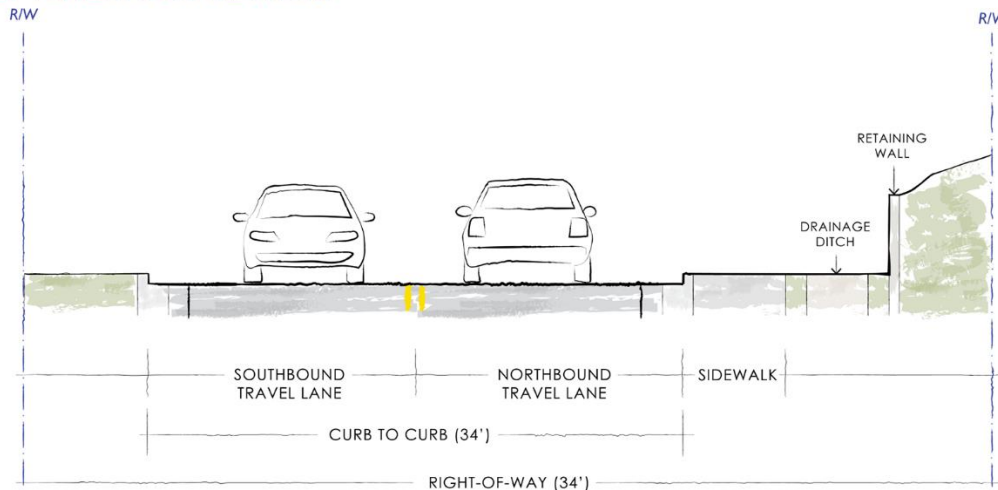 R/W
R/W
RETAINING
WALL
DRAINAGE
DITCH
SOUTHBOUND
TRAVEL LANE
NORTHBOUND
TRAVEL LANE
SIDEWALK
CURB TO CURB (34')
RIGHT-OF-WAY (34')